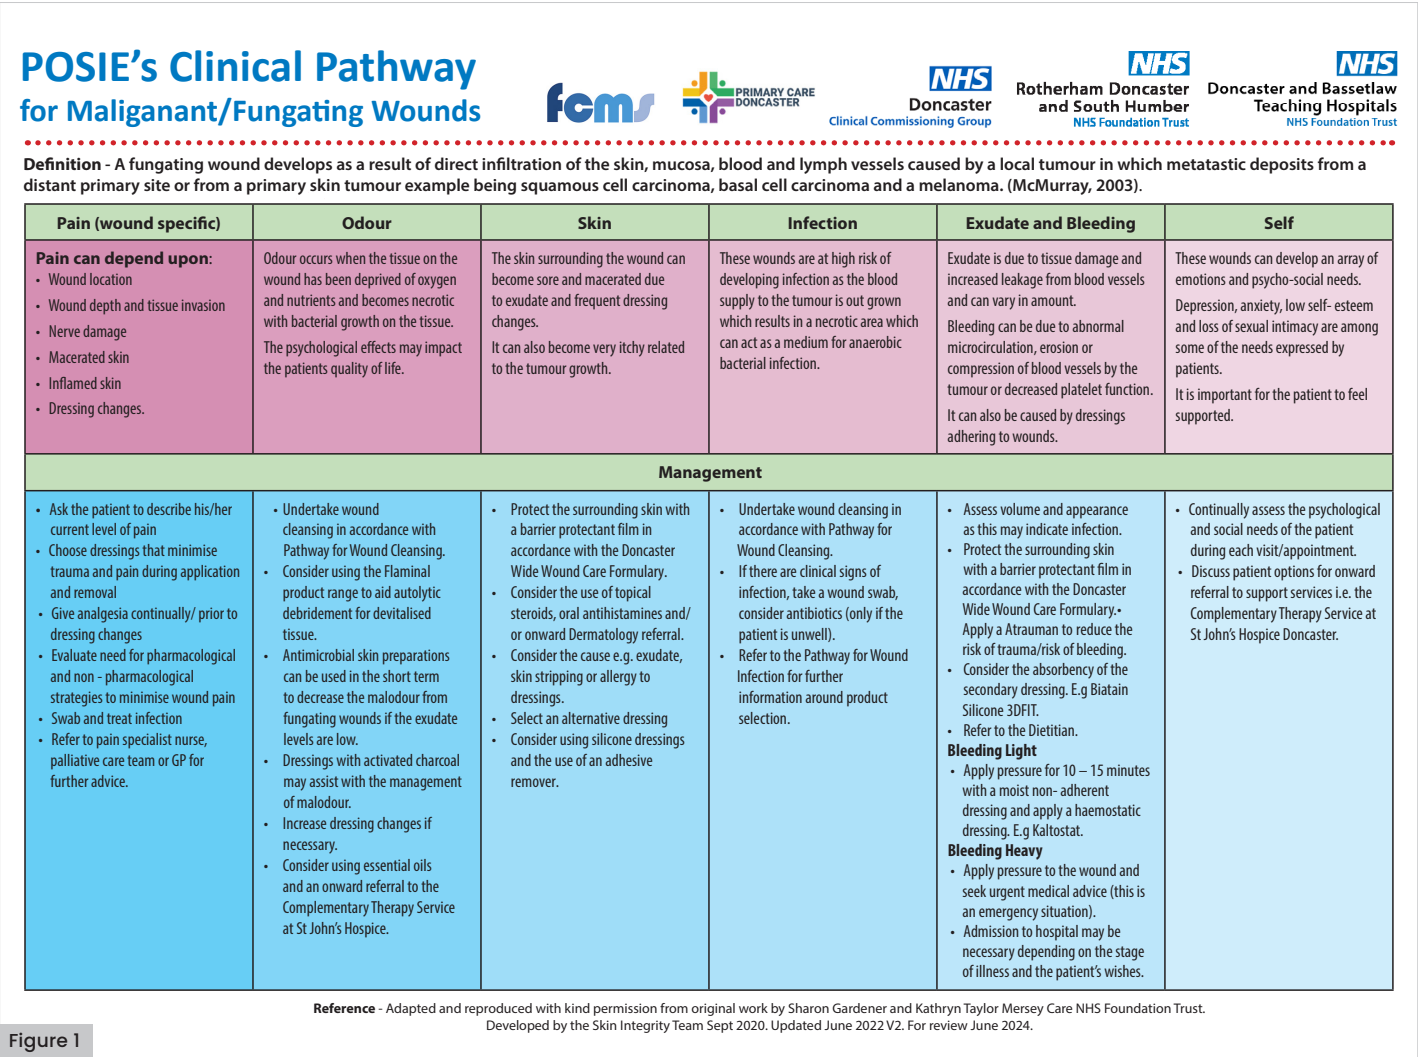 POSIE's Clinical Pathway
for Maliganant/Fungating Wounds
fcms
PRIMARY CARE
DONCASTER
NHS
Doncaster
Clinical Commissioning Group
NHS
Rotherham Doncaster
and South Humber
NHS Foundation Trust
NHS
Doncaster and Bassetlaw
Teaching Hospitals
NHS Foundation Trust
Definition - A fungating wound develops as a result of direct infiltration of the skin, mucosa, blood and lymph vessels caused by a local tumour in which metatastic deposits from a
distant primary site or from a primary skin tumour example being squamous cell carcinoma, basal cell carcinoma and a melanoma. (McMurray, 2003).
Pain (wound specific)
Pain can depend upon:
• Wound location
• Wound depth and tissue invasion
• Nerve damage
• Macerated skin
• Inflamed skin
• Dressing changes.
Odour
Odour occurs when the tissue on the
wound has been deprived of oxygen
and nutrients and becomes necrotic
with bacterial growth on the tissue.
The psychological effects may impact
the patients quality of life.
Skin
The skin surrounding the wound can
become sore and macerated due
to exudate and frequent dressing
changes.
It can also become very itchy related
to the tumour growth.
Infection
These wounds are at high risk of
developing infection as the blood
supply to the tumour is out grown
which results in a necrotic area which
can act as a medium for anaerobic
bacterial infection.
Exudate and Bleeding
Exudate is due to tissue damage and
increased leakage from blood vessels
and can vary in amount.
Bleeding can be due to abnormal
microcirculation, erosion or
compression of blood vessels by the
tumour or decreased platelet function.
It can also be caused by dressings
adhering to wounds.
Self
These wounds can develop an array of
emotions and psycho-social needs.
Depression, anxiety, low self- esteem
and loss of sexual intimacy are among
some of the needs expressed by
patients.
It is important for the patient to feel
supported.
Management
• Ask the patient to describe his/her
current level of pain
• Choose dressings that minimise
trauma and pain during application
and removal
• Give analgesia continually/ prior to
dressing changes
• Evaluate need for pharmacological
and non - pharmacological
strategies to minimise wound pain
• Swab and treat infection
• Refer to pain specialist nurse,
palliative care team or GP for
further advice.
• Undertake wound
cleansing in accordance with
Pathway for Wound Cleansing.
• Consider using the Flaminal
product range to aid autolytic
debridement for devitalised
tissue.
• Antimicrobial skin preparations
can be used in the short term
to decrease the malodour from
fungating wounds if the exudate
levels are low.
• Dressings with activated charcoal
may assist with the management
of malodour.
• Increase dressing changes if
necessary.
• Consider using essential oils
and an onward referral to the
Complementary Therapy Service
at St John's Hospice.
• Protect the surrounding skin with
a barrier protectant film in
accordance with the Doncaster
Wide Wound Care Formulary.
• Consider the use of topical
steroids, oral antihistamines and/
or onward Dermatology referral.
• Consider the cause e.g. exudate,
skin stripping or allergy to
dressings.
• Select an alternative dressing
• Consider using silicone dressings
and the use of an adhesive
remover.
• Undertake wound cleansing in
accordance with Pathway for
Wound Cleansing.
• If there are clinical signs of
infection, take a wound swab,
consider antibiotics (only if the
patient is unwell).
• Refer to the Pathway for Wound
Infection for further
information around product
selection.
• Assess volume and appearance
as this may indicate infection.
• Protect the surrounding skin
with a barrier protectant film in
accordance with the Doncaster
Wide Wound Care Formulary.•
Apply a Atrauman to reduce the
risk of trauma/risk of bleeding.
• Consider the absorbency of the
secondary dressing. E.g Biatain
Silicone 3DFIT.
• Refer to the Dietitian.
Bleeding Light
• Apply pressure for 10 – 15 minutes
with a moist non- adherent
dressing and apply a haemostatic
dressing. E.g Kaltostat.
Bleeding Heavy
• Apply pressure to the wound and
seek urgent medical advice (this is
an emergency situation).
• Admission to hospital may be
necessary depending on the stage
of illness and the patient's wishes.
• Continually assess the psychological
and social needs of the patient
during each visit/appointment.
• Discuss patient options for onward
referral to support services i.e. the
Complementary Therapy Service at
St John's Hospice Doncaster.
Reference - Adapted and reproduced with kind permission from original work by Sharon Gardener and Kathryn Taylor Mersey Care NHS Foundation Trust.
Developed by the Skin Integrity Team Sept 2020. Updated June 2022 V2. For review June 2024.
Figure 1